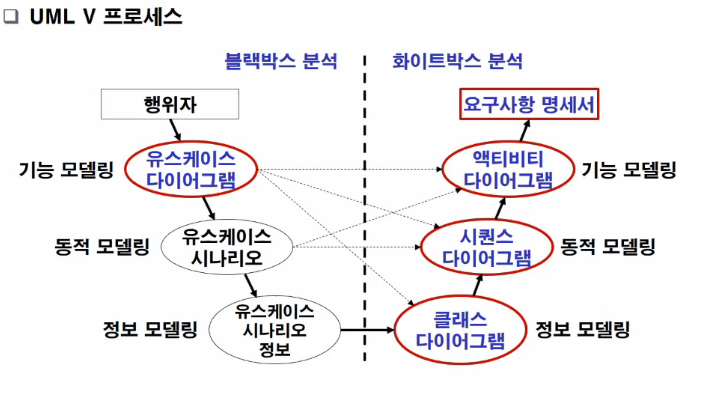 ❑ UML V 프로세스
블랙박스 분석
화이트박스 분석
행위자
요구사항 명세서
기능 모델링
유스케이스
다이어그램
액티비티
다이어그램
기능 모델링
동적 모델링
유스케이스
시나리오
시퀀스
다이어그램
동적 모델링
정보 모델링
유스케이스
시나리오
정보
클래스
다이어그램
정보 모델링